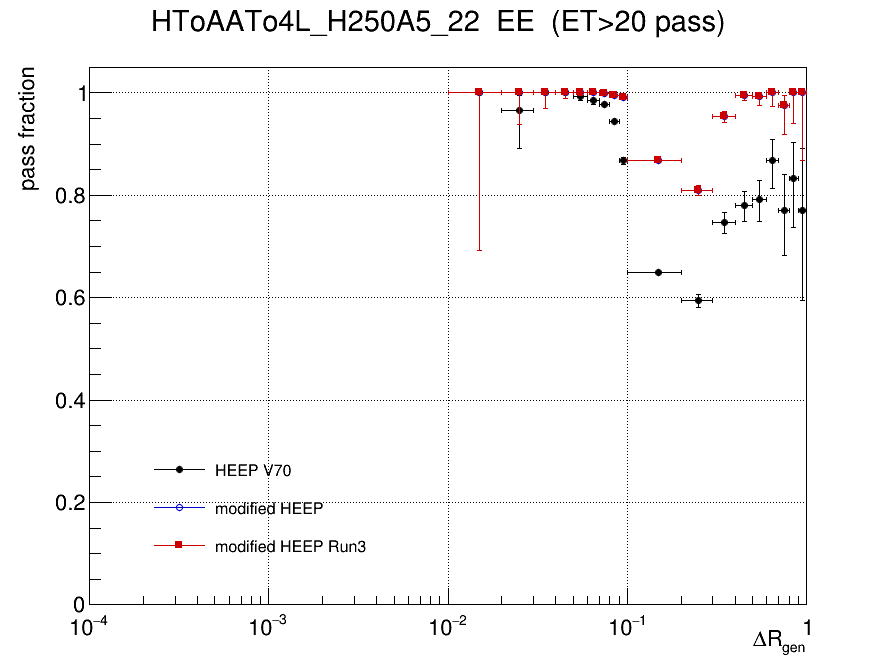 HToAATo4L_H250A5_22 EE (ET>20 pass)
pass fraction
1
0.8
0.6
0.4
0.2
0
HEEP V70
modified HEEP
modified HEEP Run3
10⁻⁴ 10⁻³ 10⁻² 10⁻¹ 1
ΔR_gen